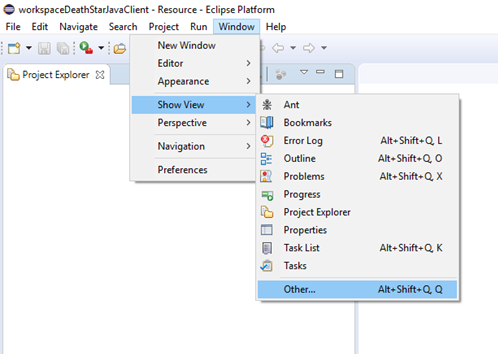 workspaceDeathStarJavaClient - Resource - Eclipse Platform
File Edit Navigate Search Project Run Window Help
Project Explorer
New Window
Editor
Appearance
Show View
Perspective
Navigation
Preferences
Ant
Bookmarks
Error Log Alt+Shift+Q, L
Outline Alt+Shift+Q, O
Problems Alt+Shift+Q, X
Progress
Project Explorer
Properties
Task List Alt+Shift+Q, K
Tasks
Other... Alt+Shift+Q, Q